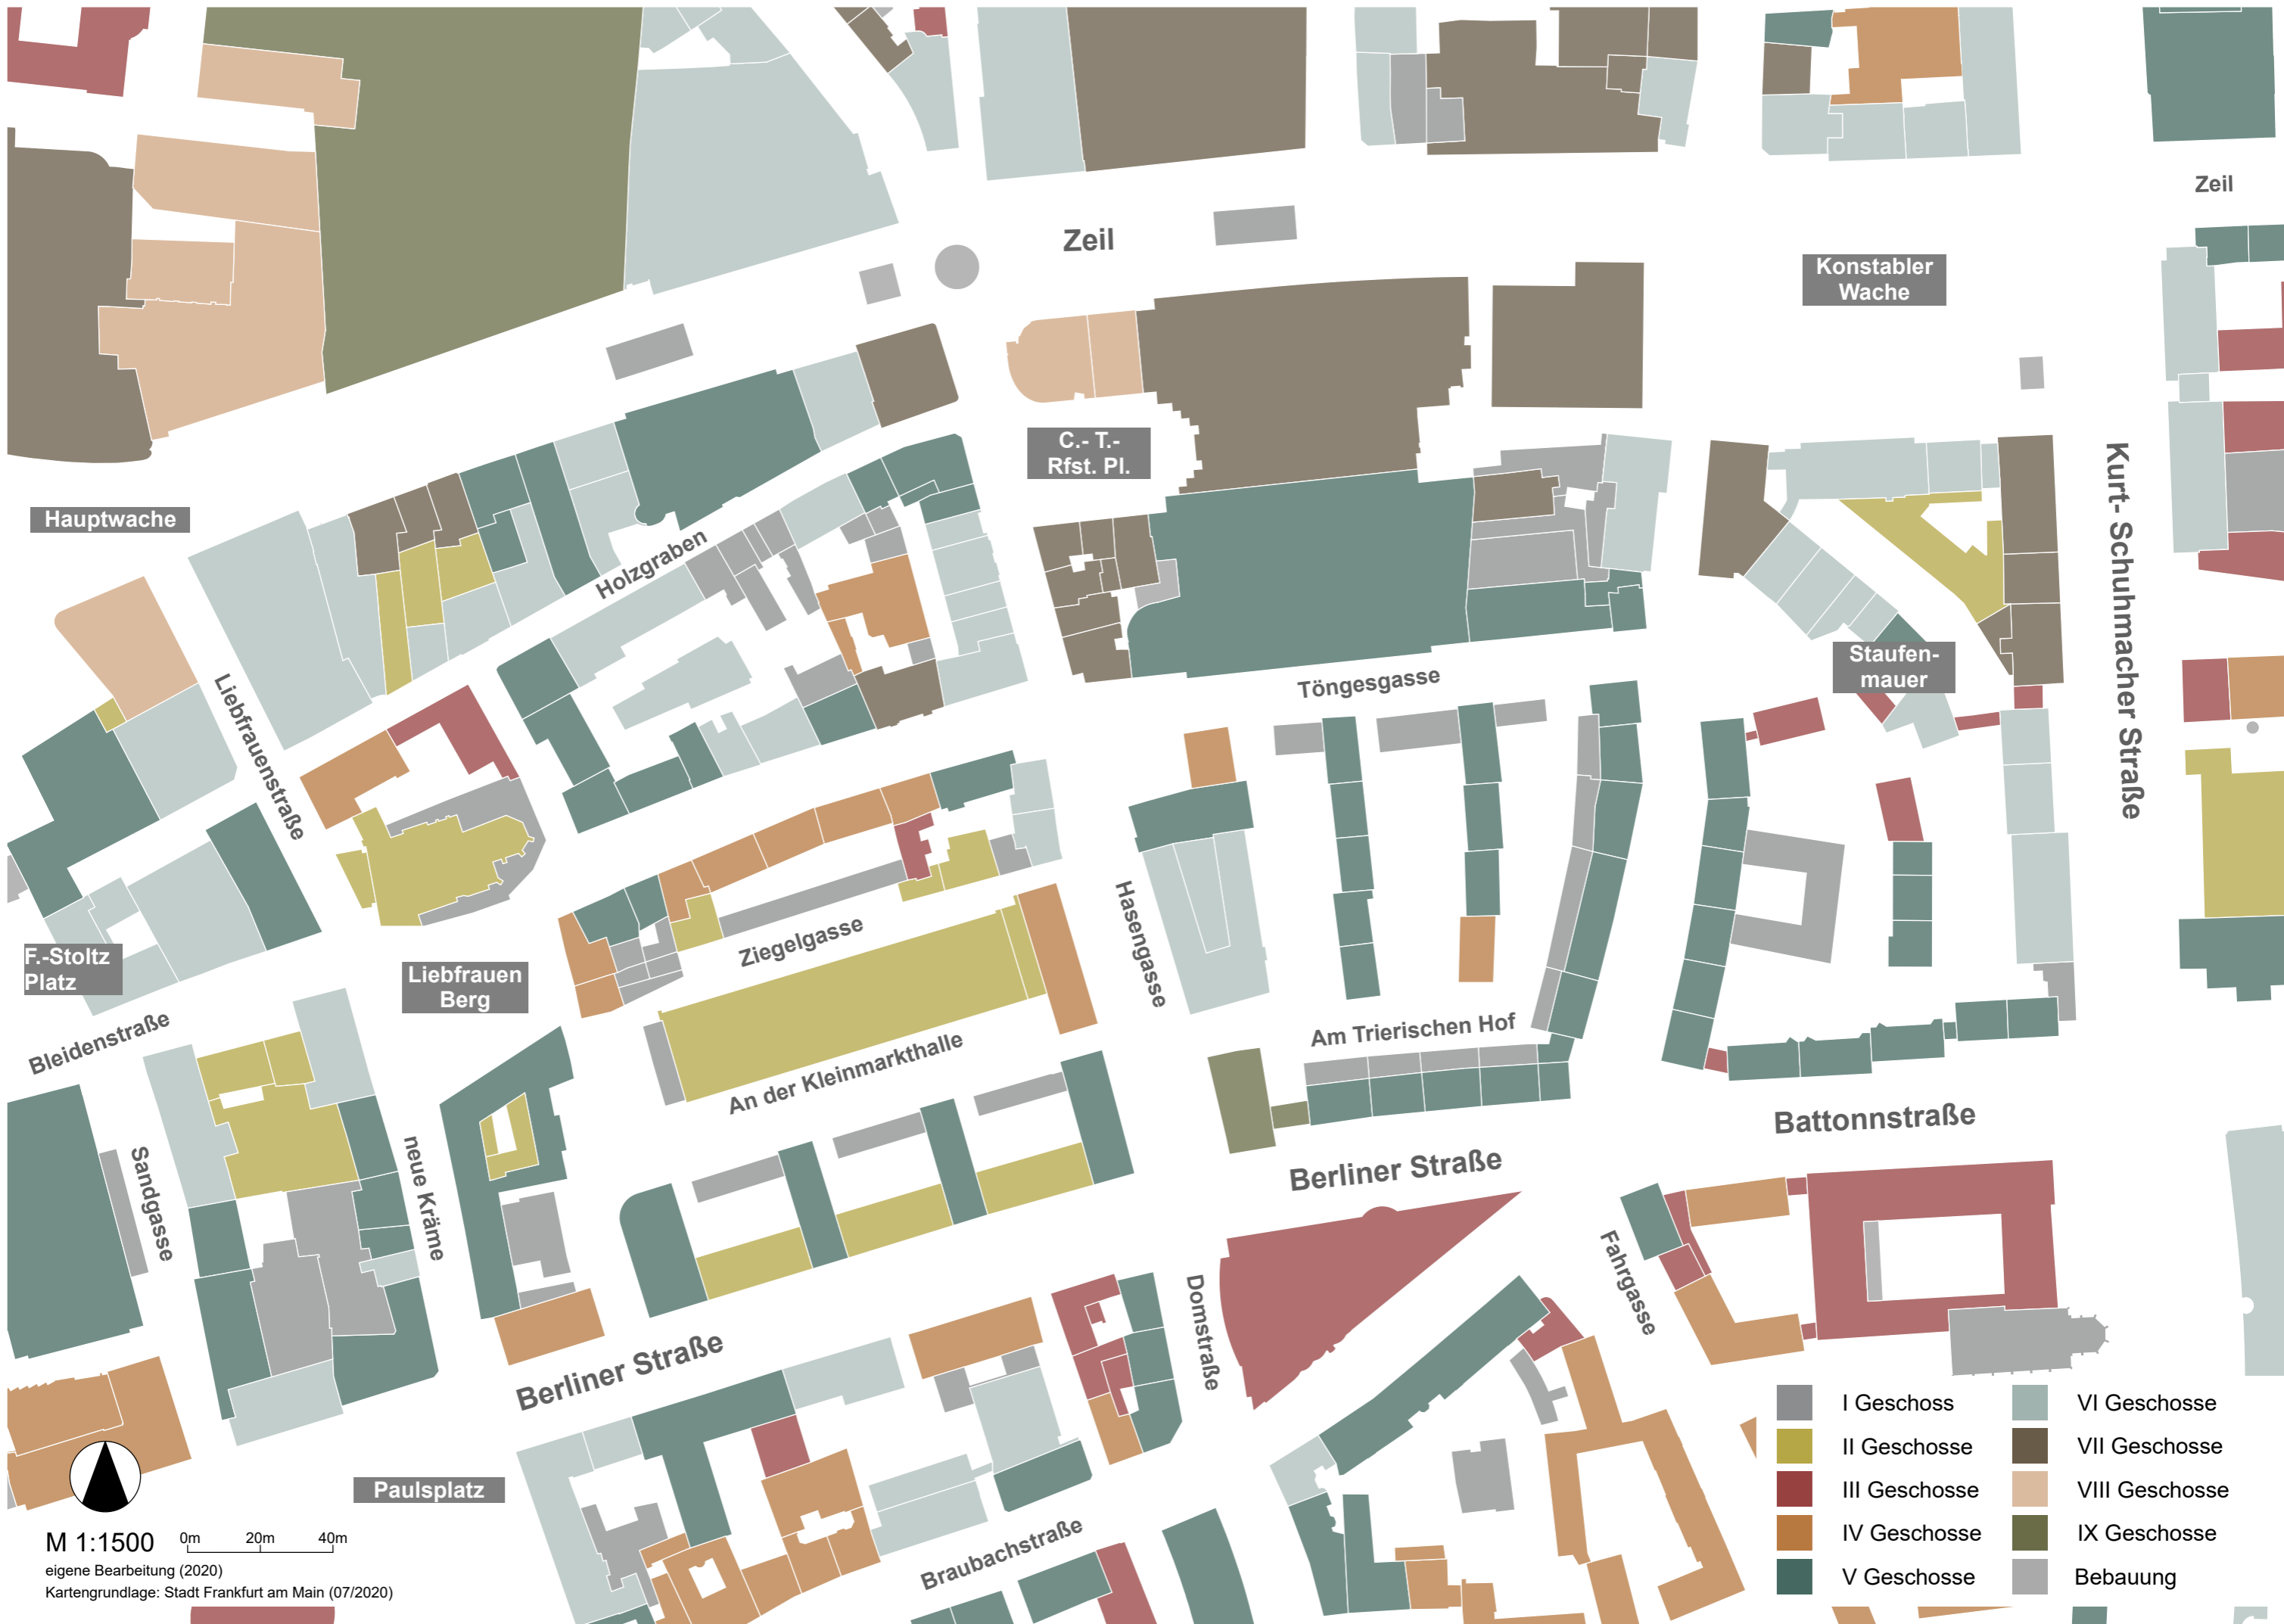 Zeil
Zeil
Konstabler
Wache
C.- T.-
Rfst. Pl.
Hauptwache
Holzgraben
Kurt- Schuhmacher Straße
Staufen-
mauer
Töngesgasse
Liebfrauenstraße
Hasengasse
Ziegelgasse
F.-Stoltz
Platz
Liebfrauen
Berg
Bleidenstraße
Am Trierischen Hof
An der Kleinmarkthalle
Battonnstraße
Sandgasse
neue Kräme
Berliner Straße
Domstraße
Fahrgasse
Berliner Straße
Paulsplatz
Braubachstraße
M 1:1500
0m 20m 40m
eigene Bearbeitung (2020)
Kartengrundlage: Stadt Frankfurt am Main (07/2020)
I Geschoss
II Geschosse
III Geschosse
IV Geschosse
V Geschosse
VI Geschosse
VII Geschosse
VIII Geschosse
IX Geschosse
Bebauung